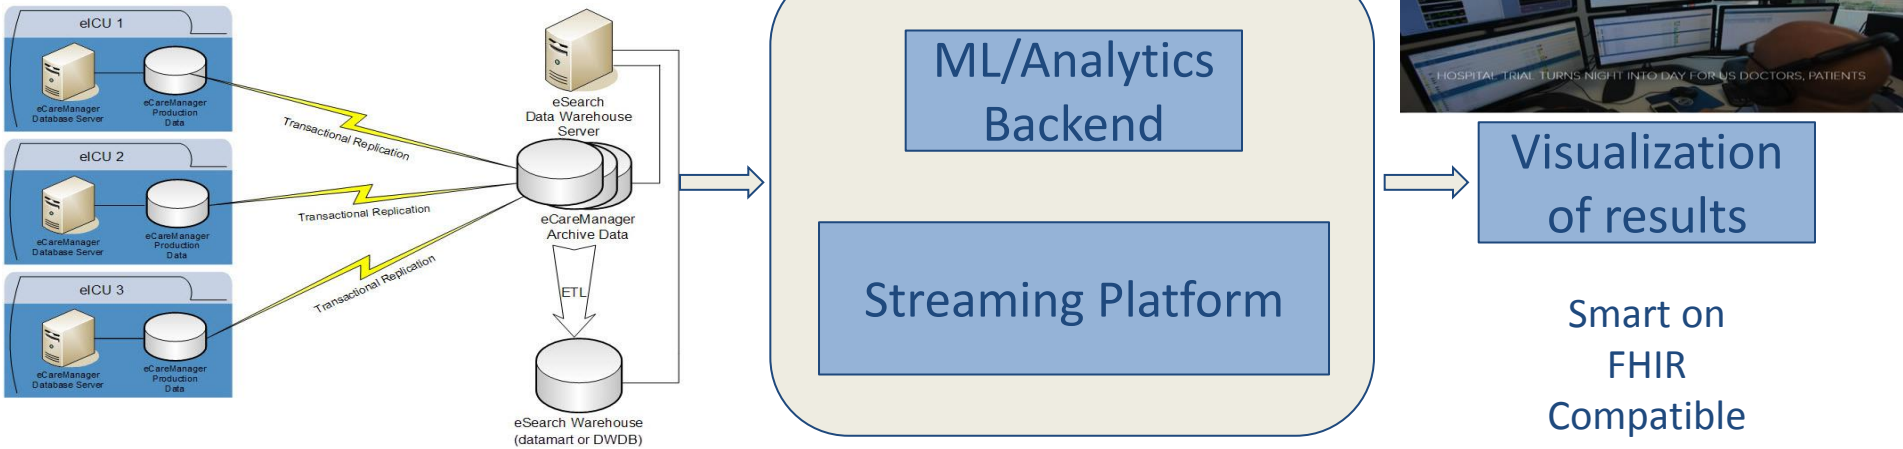 eICU 1
eCareManager
Database Server
eCareManager
Production
Data
Transactional Replication
eICU 2
eCareManager
Database Server
eCareManager
Production
Data
Transactional Replication
eICU 3
eCareManager
Database Server
eCareManager
Production
Data
Transactional Replication
eSearch
Data Warehouse
Server
eCareManager
Archive Data
ETL
eSearch Warehouse
(datamart or DWDB)
ML/Analytics
Backend
Streaming Platform
HOSPITAL TRIAL TURNS NIGHT INTO DAY FOR US DOCTORS, PATIENTS
Visualization
of results
Smart on
FHIR
Compatible